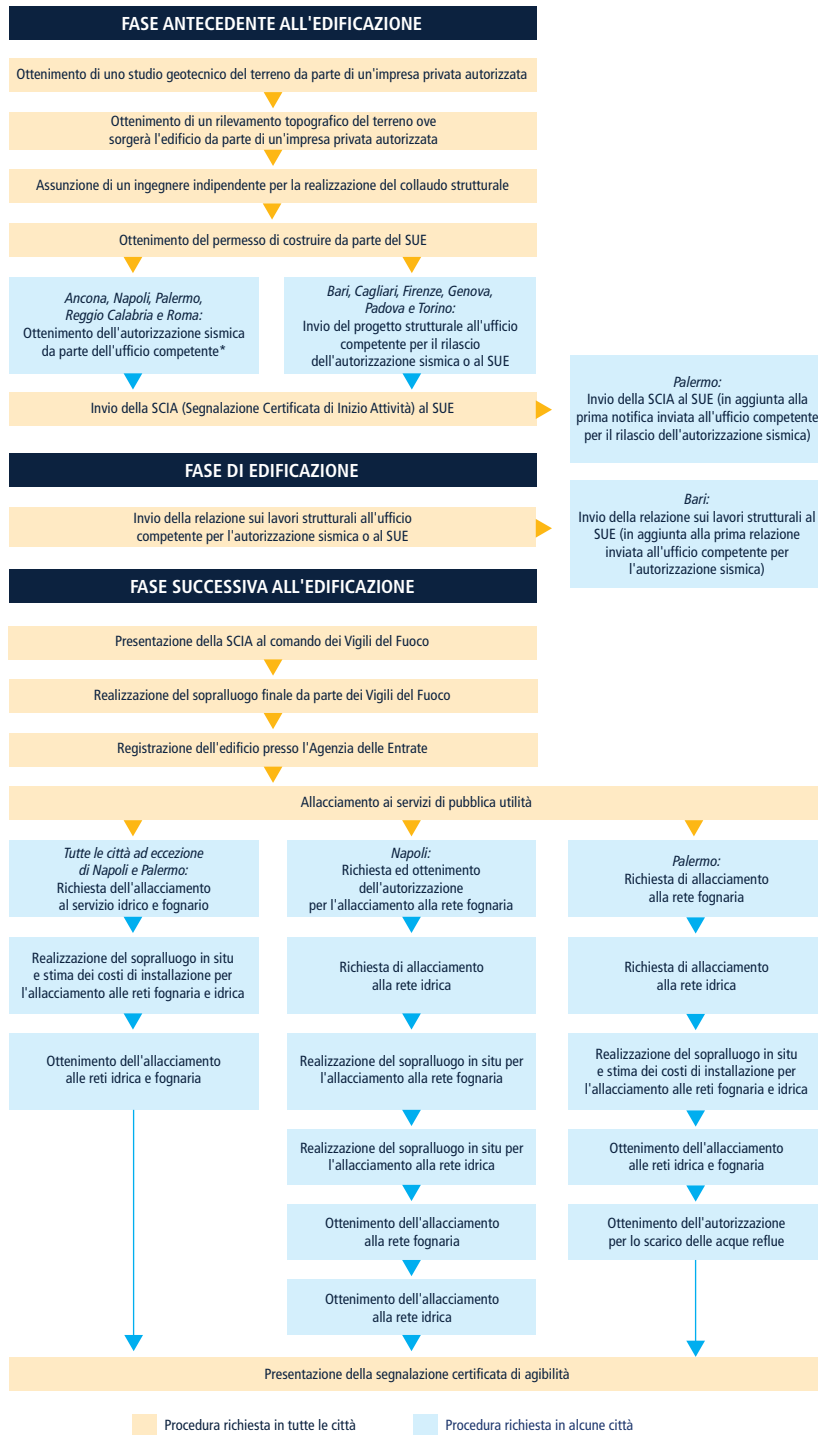 FASE ANTECEDENTE ALL'EDIFICAZIONE
Ottenimento di uno studio geotecnico del terreno da parte di un'impresa privata autorizzata
Ottenimento di un rilevamento topografico del terreno ove
sorgerà l'edificio da parte di un'impresa privata autorizzata
Assunzione di un ingegnere indipendente per la realizzazione del collaudo strutturale
Ottenimento del permesso di costruire da parte del SUE
Ancona, Napoli, Palermo,
Reggio Calabria e Roma:
Ottenimento dell'autorizzazione sismica
da parte dell'ufficio competente*
Bari, Cagliari, Firenze, Genova,
Padova e Torino:
Invio del progetto strutturale all'ufficio
competente per il rilascio
dell'autorizzazione sismica o al SUE
Invio della SCIA (Segnalazione Certificata di Inizio Attività) al SUE
Palermo:
Invio della SCIA al SUE (in aggiunta alla
prima notifica inviata all'ufficio competente
per il rilascio dell'autorizzazione sismica)
FASE DI EDIFICAZIONE
Invio della relazione sui lavori strutturali all'ufficio
competente per l'autorizzazione sismica o al SUE
Bari:
Invio della relazione sui lavori strutturali al
SUE (in aggiunta alla prima relazione
inviata all'ufficio competente per
l'autorizzazione sismica)
FASE SUCCESSIVA ALL'EDIFICAZIONE
Presentazione della SCIA al comando dei Vigili del Fuoco
Realizzazione del sopralluogo finale da parte dei Vigili del Fuoco
Registrazione dell'edificio presso l'Agenzia delle Entrate
Allacciamento ai servizi di pubblica utilità
Tutte le città ad eccezione
di Napoli e Palermo:
Richiesta dell'allacciamento
al servizio idrico e fognario
Realizzazione del sopralluogo in situ
e stima dei costi di installazione per
l'allacciamento alle reti fognaria e idrica
Ottenimento dell'allacciamento
alle reti idrica e fognaria
Napoli:
Richiesta ed ottenimento
dell'autorizzazione
per l'allacciamento alla rete fognaria
Richiesta di allacciamento
alla rete idrica
Realizzazione del sopralluogo in situ per
l'allacciamento alla rete fognaria
Realizzazione del sopralluogo in situ per
l'allacciamento alla rete idrica
Ottenimento dell'allacciamento
alla rete fognaria
Ottenimento dell'allacciamento
alla rete idrica
Palermo:
Richiesta di allacciamento
alla rete fognaria
Richiesta di allacciamento
alla rete idrica
Realizzazione del sopralluogo in situ
e stima dei costi di installazione per
l'allacciamento alle reti fognaria e idrica
Ottenimento dell'allacciamento
alle reti idrica e fognaria
Ottenimento dell'autorizzazione
per lo scarico delle acque reflue
Presentazione della segnalazione certificata di agibilità
Procedura richiesta in tutte le città
Procedura richiesta in alcune città